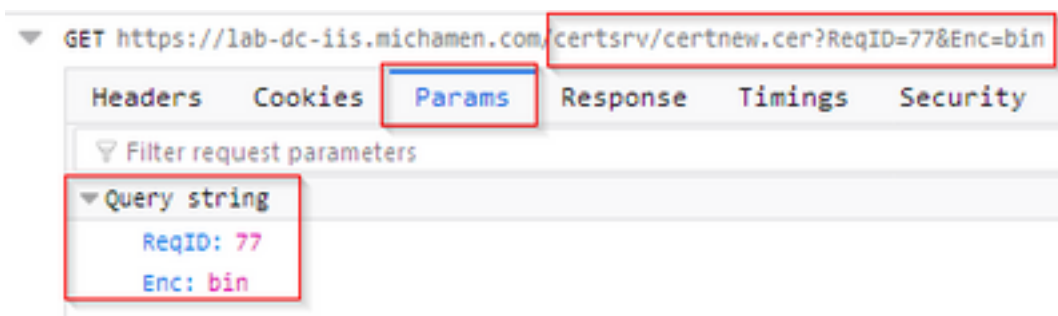 GET https://lab-dc-iis.michamen.com/certsrv/certnew.cer?ReqID=77&Enc=bin
Headers Cookies Params Response Timings Security
Filter request parameters
Query string
ReqID: 77
Enc: bin